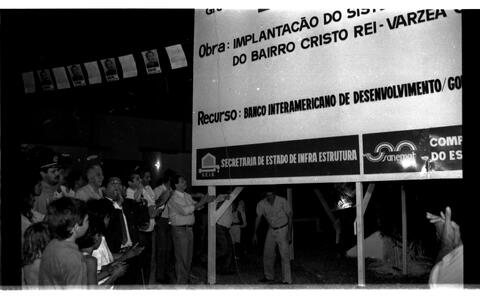 Obra: IMPLANTAÇÃO DO SIST
DO BAIRRO CRISTO REI - VARZEA
Recurso: BANCO INTERAMERICANO DE DESENVOLVIMENTO/GO
SECRETARIA DE ESTADO DE INFRA ESTRUTURA
sanemat
COMP
DO ES